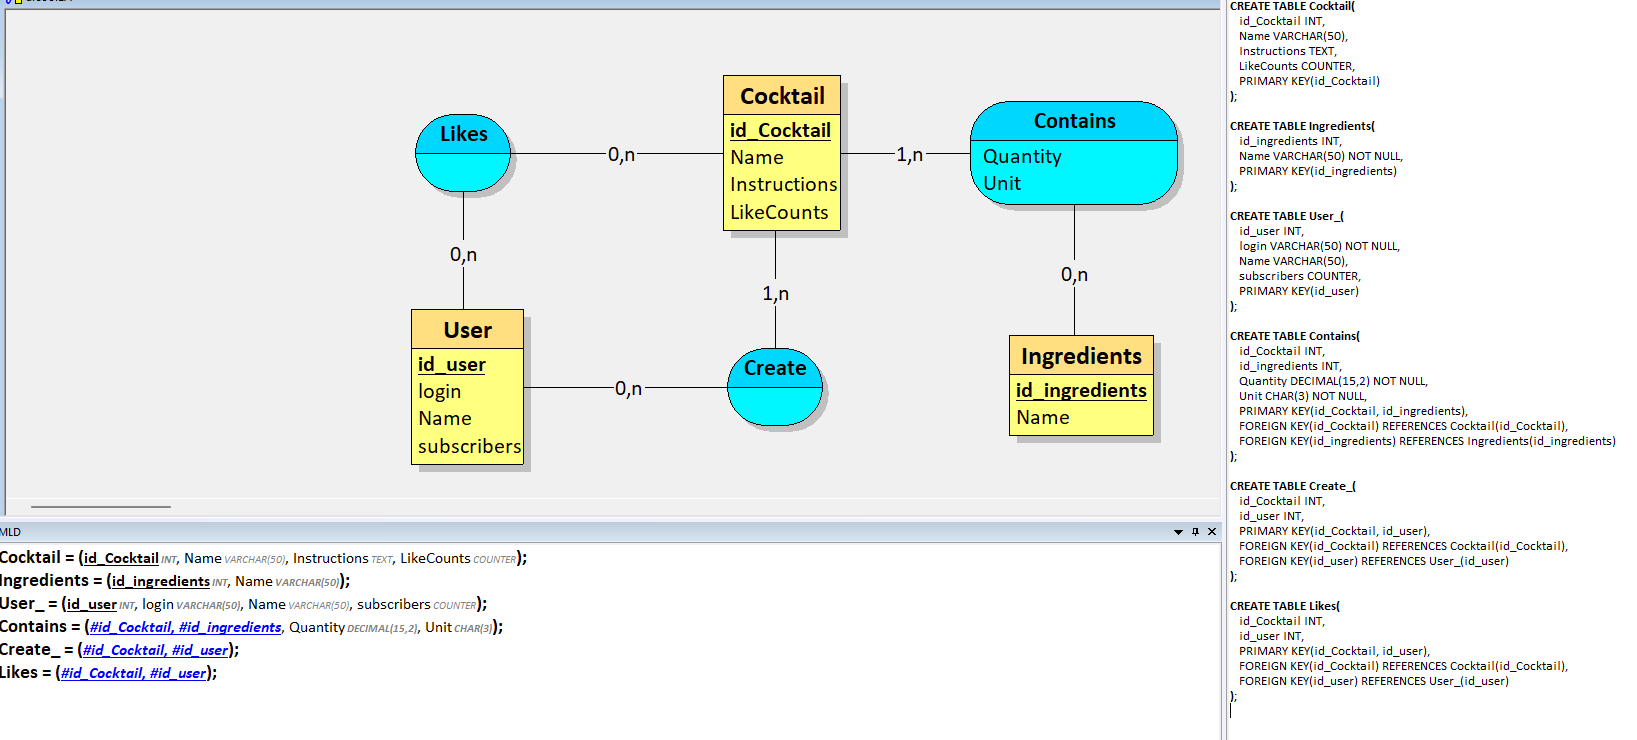 Likes
0,n
Cocktail
id_Cocktail
Name
Instructions
LikeCounts
1,n
Contains
Quantity
Unit
0,n
1,n
0,n
User
id_user
login
Name
subscribers
0,n
Create
Ingredients
id_ingredients
Name
MLD
Cocktail = (id_Cocktail INT, Name VARCHAR(50), Instructions TEXT, LikeCounts COUNTER);
Ingredients = (id_ingredients INT, Name VARCHAR(50));
User_ = (id_user INT, login VARCHAR(50), Name VARCHAR(50), subscribers COUNTER);
Contains = (#id_Cocktail, #id_ingredients, Quantity DECIMAL(15,2), Unit CHAR(3));
Create_ = (#id_Cocktail, #id_user);
Likes = (#id_Cocktail, #id_user);
CREATE TABLE Cocktail(
id_Cocktail INT,
Name VARCHAR(50),
Instructions TEXT,
LikeCounts COUNTER,
PRIMARY KEY(id_Cocktail)
);
CREATE TABLE Ingredients(
id_ingredients INT,
Name VARCHAR(50) NOT NULL,
PRIMARY KEY(id_ingredients)
);
CREATE TABLE User_(
id_user INT,
login VARCHAR(50) NOT NULL,
Name VARCHAR(50),
subscribers COUNTER,
PRIMARY KEY(id_user)
);
CREATE TABLE Contains(
id_Cocktail INT,
id_ingredients INT,
Quantity DECIMAL(15,2) NOT NULL,
Unit CHAR(3) NOT NULL,
PRIMARY KEY(id_Cocktail, id_ingredients),
FOREIGN KEY(id_Cocktail) REFERENCES Cocktail(id_Cocktail),
FOREIGN KEY(id_ingredients) REFERENCES Ingredients(id_ingredients)
);
CREATE TABLE Create_(
id_Cocktail INT,
id_user INT,
PRIMARY KEY(id_Cocktail, id_user),
FOREIGN KEY(id_Cocktail) REFERENCES Cocktail(id_Cocktail),
FOREIGN KEY(id_user) REFERENCES User_(id_user)
);
CREATE TABLE Likes(
id_Cocktail INT,
id_user INT,
PRIMARY KEY(id_Cocktail, id_user),
FOREIGN KEY(id_Cocktail) REFERENCES Cocktail(id_Cocktail),
FOREIGN KEY(id_user) REFERENCES User_(id_user)
);